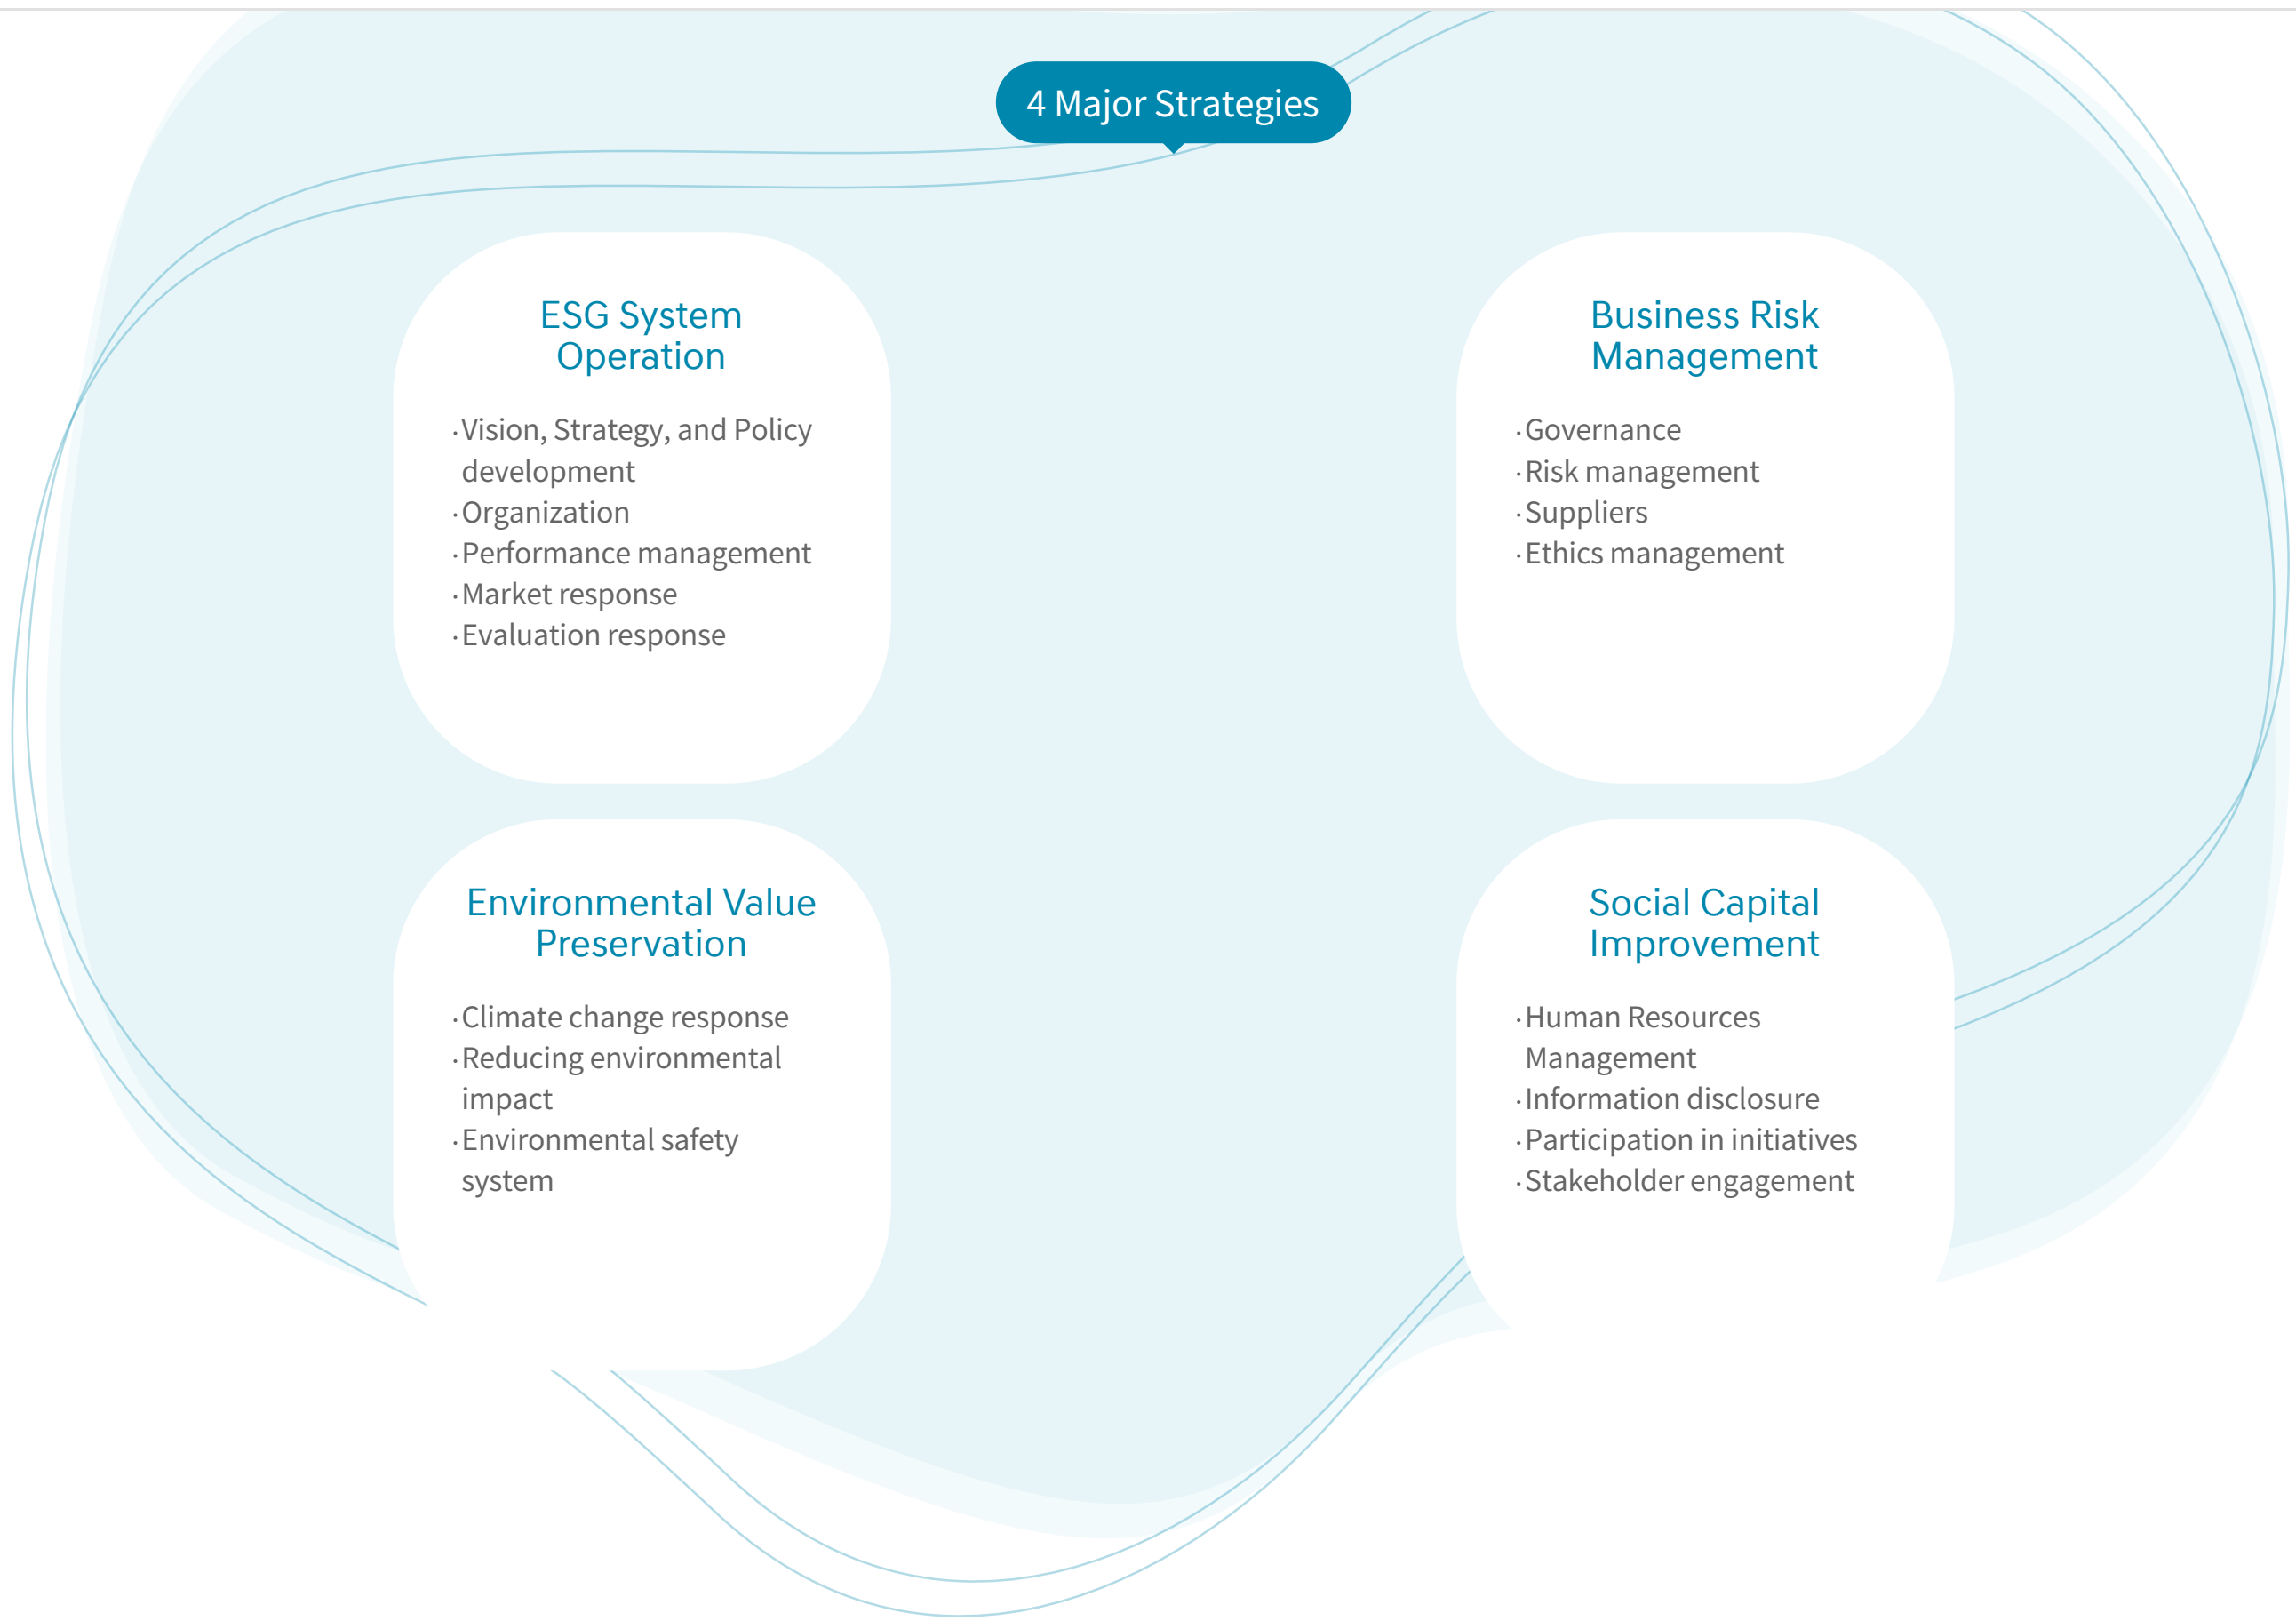 4 Major Strategies
ESG System
Operation
·Vision, Strategy, and Policy
development
·Organization
·Performance management
·Market response
·Evaluation response
Business Risk
Management
·Governance
·Risk management
·Suppliers
·Ethics management
Environmental Value
Preservation
·Climate change response
·Reducing environmental
impact
·Environmental safety
system
Social Capital
Improvement
·Human Resources
Management
·Information disclosure
·Participation in initiatives
·Stakeholder engagement